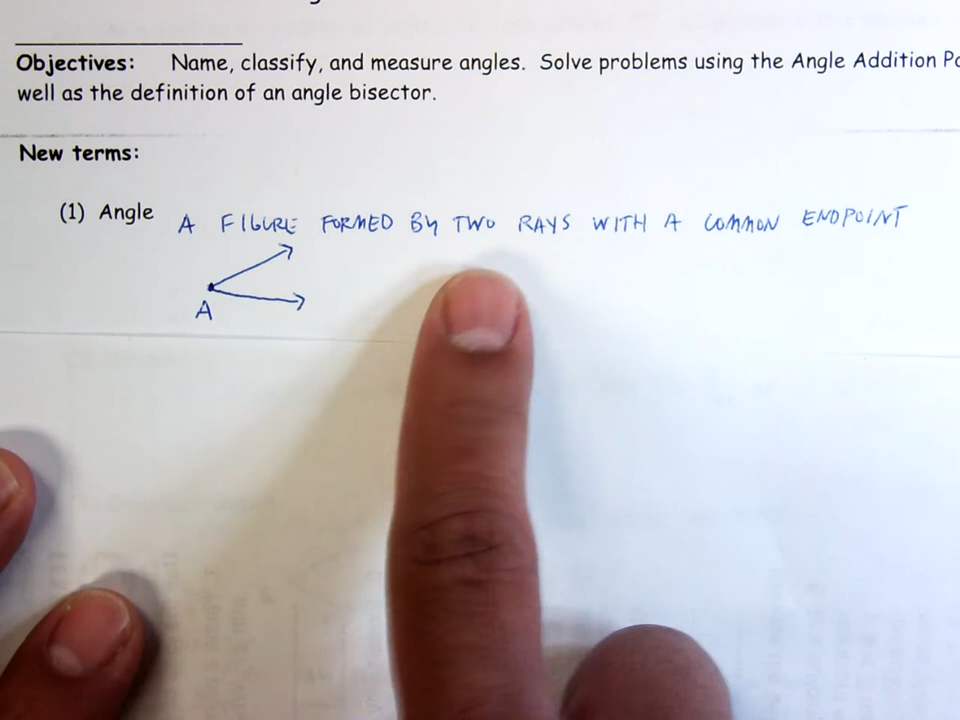 Objectives: Name, classify, and measure angles. Solve problems using the Angle Addition
well as the definition of an angle bisector.
New terms:
(1) Angle A FIGURE FORMED BY TWO RAYS WITH A COMMON ENDPOINT
A